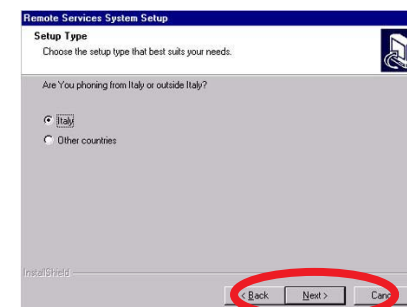 Remote Services System Setup
Setup Type
Choose the setup type that best suits your needs.
Are You phoning from Italy or outside Italy?
Italy
Other countries
InstallShield
< Back Next > Canc